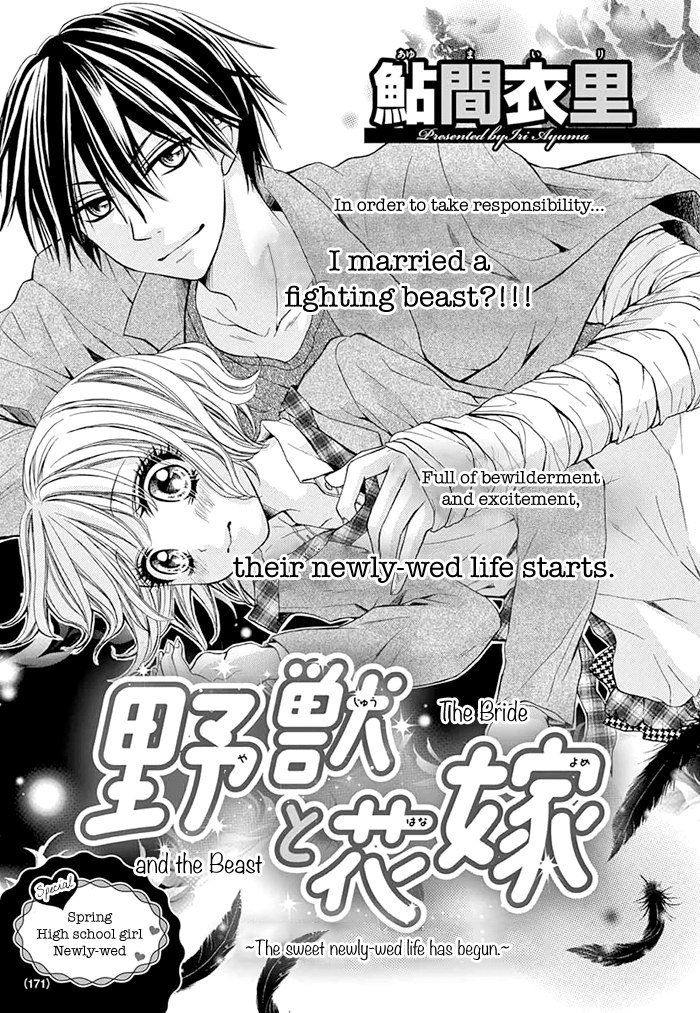 あゆ ま い り
鮎間衣里
Presented by Iri Ayuma
In order to take responsibility...
I married a
fighting beast?!!!
Full of bewilderment
and excitement,
their newly-wed life starts.
や じゅう
野獣
The Bride
と花嫁
はな よめ
and the Beast
Special
Spring
High school girl
Newly-wed
~The sweet newly-wed life has begun.~
(171)